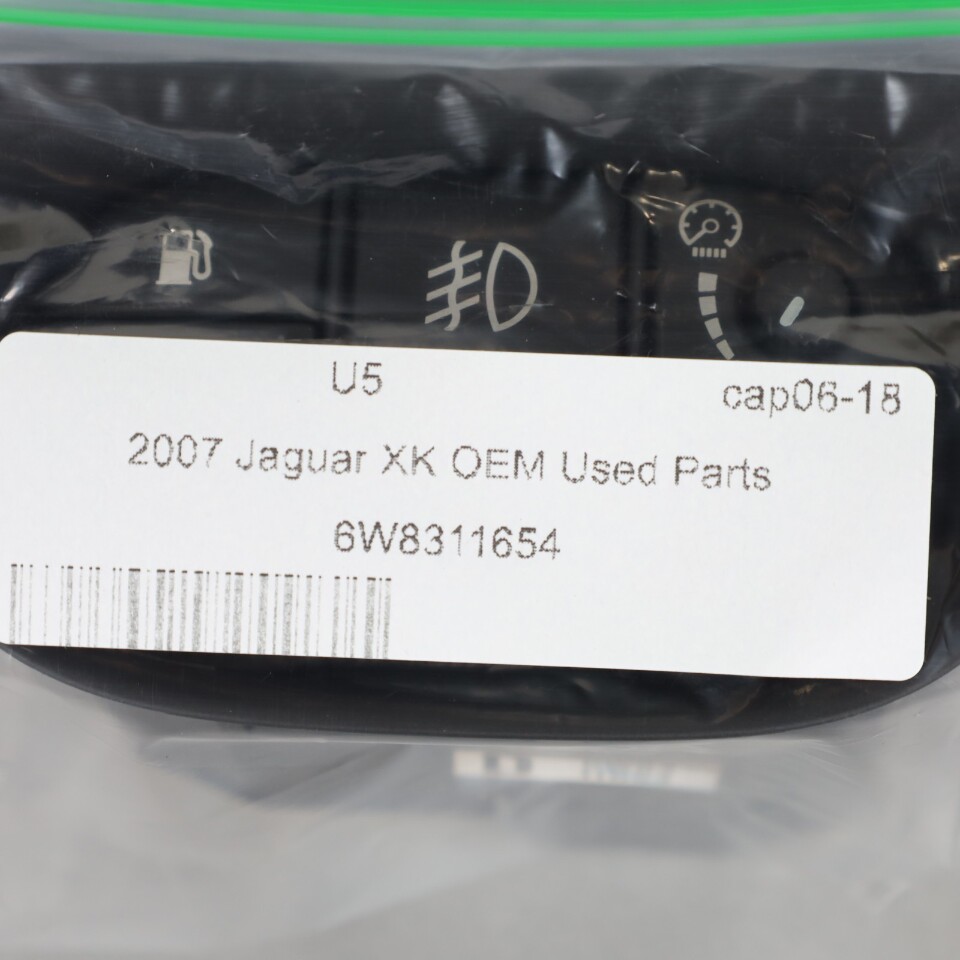 U5
cap06-18
2007 Jaguar XK OEM Used Parts
6W8311654